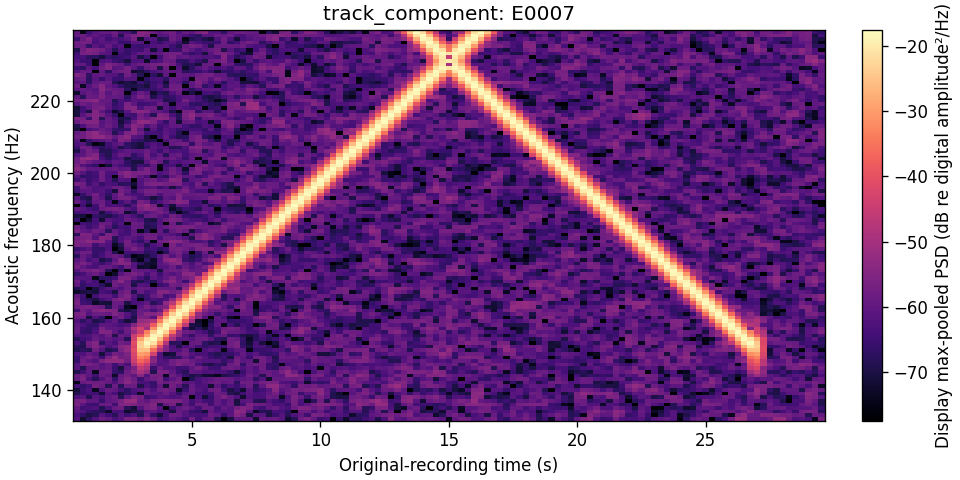 track_component: E0007
Acoustic frequency (Hz)
220
200
180
160
140
5 10 15 20 25
Original-recording time (s)
−20
−30
−40
−50
−60
−70
Display max-pooled PSD (dB re digital amplitude²/Hz)